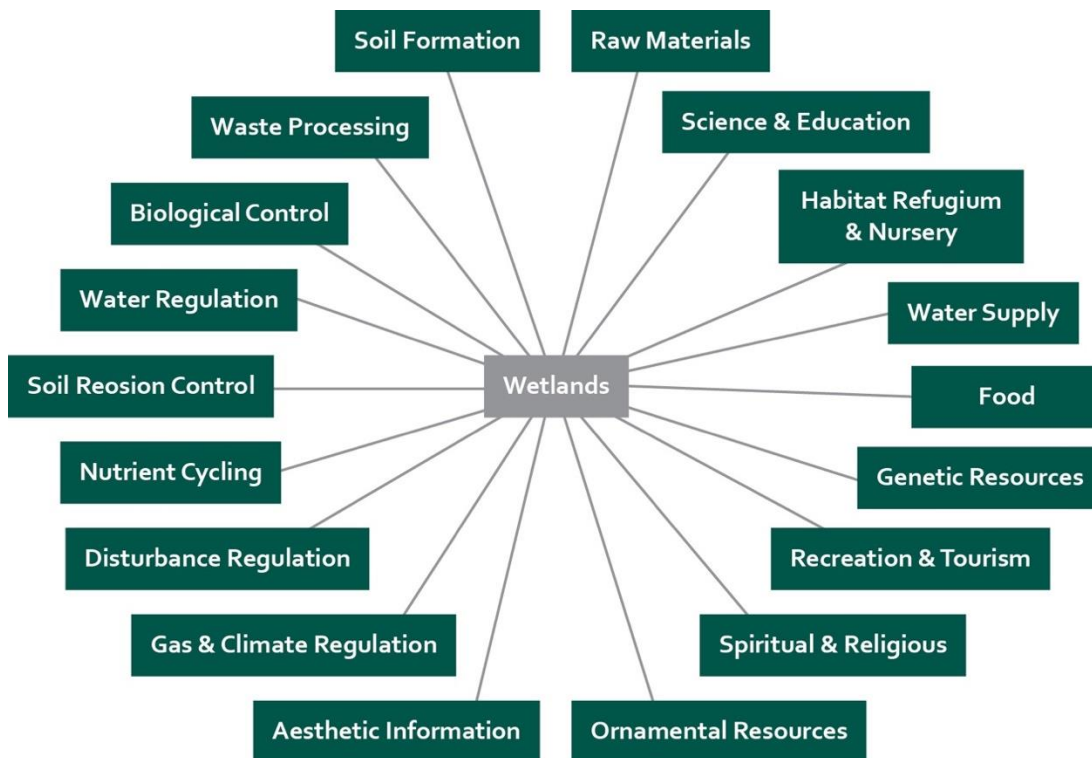 Soil Formation
Raw Materials
Waste Processing
Science & Education
Biological Control
Habitat Refugium
& Nursery
Water Regulation
Water Supply
Soil Reosion Control
Wetlands
Food
Nutrient Cycling
Genetic Resources
Disturbance Regulation
Recreation & Tourism
Gas & Climate Regulation
Spiritual & Religious
Aesthetic Information
Ornamental Resources